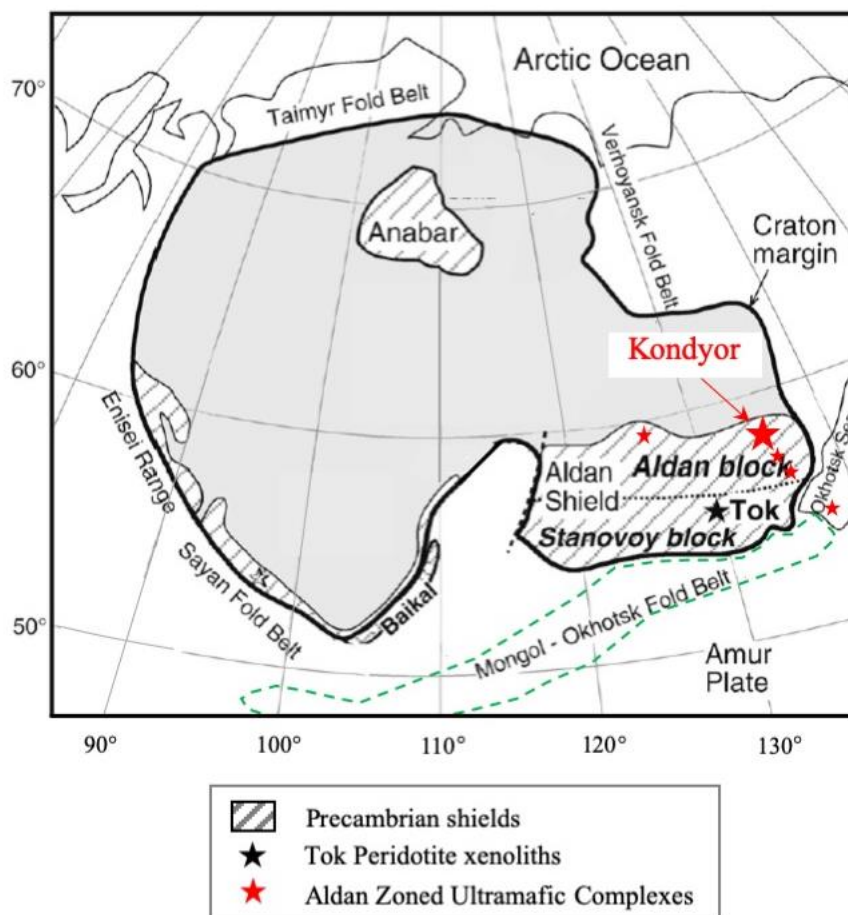 70°
60°
50°
Arctic Ocean
Taimyr Fold Belt
Verhoyansk Fold Belt
Anabar
Craton
margin
Kondyor
Enisei Range
Aldan
Shield
Aldan block
Okhotsk Sea
Tok
Stanovoy block
Sayan Fold Belt
Baikal
Mongol - Okhotsk Fold Belt
Amur
Plate
90°
100°
110°
120°
130°
Precambrian shields
Tok Peridotite xenoliths
Aldan Zoned Ultramafic Complexes